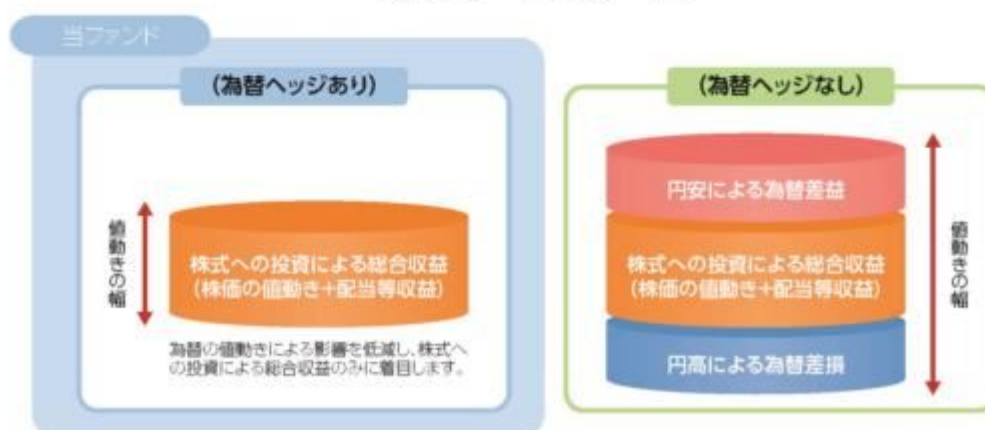 当ファンド
(為替ヘッジあり)
値動きの幅
株式への投資による総合収益
(株価の値動き+配当等収益)
為替の値動きによる影響を低減し、株式へ
の投資による総合収益のみに着目します。
(為替ヘッジなし)
円安による為替差益
株式への投資による総合収益
(株価の値動き+配当等収益)
円高による為替差損
値動きの幅